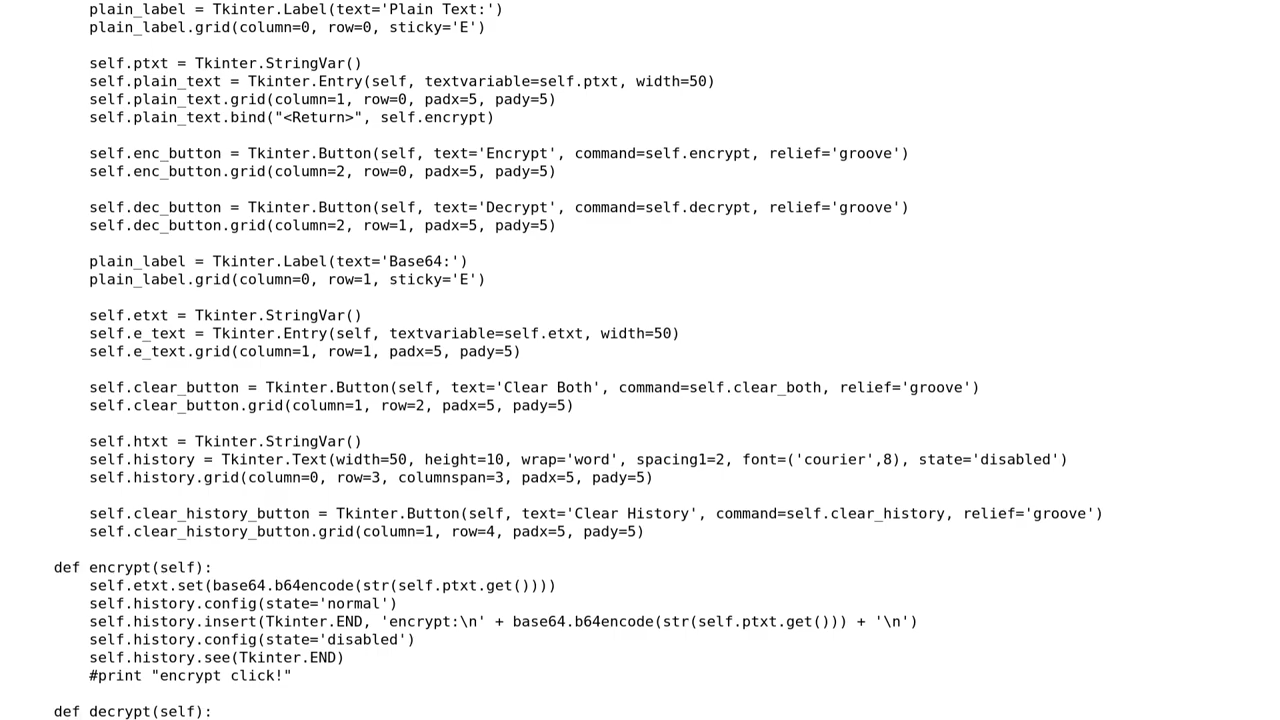 plain_label = Tkinter.Label(text='Plain Text:')
plain_label.grid(column=0, row=0, sticky='E')
self.ptxt = Tkinter.StringVar()
self.plain_text = Tkinter.Entry(self, textvariable=self.ptxt, width=50)
self.plain_text.grid(column=1, row=0, padx=5, pady=5)
self.plain_text.bind("<Return>", self.encrypt)
self.enc_button = Tkinter.Button(self, text='Encrypt', command=self.encrypt, relief='groove')
self.enc_button.grid(column=2, row=0, padx=5, pady=5)
self.dec_button = Tkinter.Button(self, text='Decrypt', command=self.decrypt, relief='groove')
self.dec_button.grid(column=2, row=1, padx=5, pady=5)
plain_label = Tkinter.Label(text='Base64:')
plain_label.grid(column=0, row=1, sticky='E')
self.etxt = Tkinter.StringVar()
self.e_text = Tkinter.Entry(self, textvariable=self.etxt, width=50)
self.e_text.grid(column=1, row=1, padx=5, pady=5)
self.clear_button = Tkinter.Button(self, text='Clear Both', command=self.clear_both, relief='groove')
self.clear_button.grid(column=1, row=2, padx=5, pady=5)
self.htxt = Tkinter.StringVar()
self.history = Tkinter.Text(width=50, height=10, wrap='word', spacing1=2, font=('courier',8), state='disabled')
self.history.grid(column=0, row=3, columnspan=3, padx=5, pady=5)
self.clear_history_button = Tkinter.Button(self, text='Clear History', command=self.clear_history, relief='groove')
self.clear_history_button.grid(column=1, row=4, padx=5, pady=5)
def encrypt(self):
self.etxt.set(base64.b64encode(str(self.ptxt.get())))
self.history.config(state='normal')
self.history.insert(Tkinter.END, 'encrypt:\n' + base64.b64encode(str(self.ptxt.get())) + '\n')
self.history.config(state='disabled')
self.history.see(Tkinter.END)
#print "encrypt click!"
def decrypt(self):